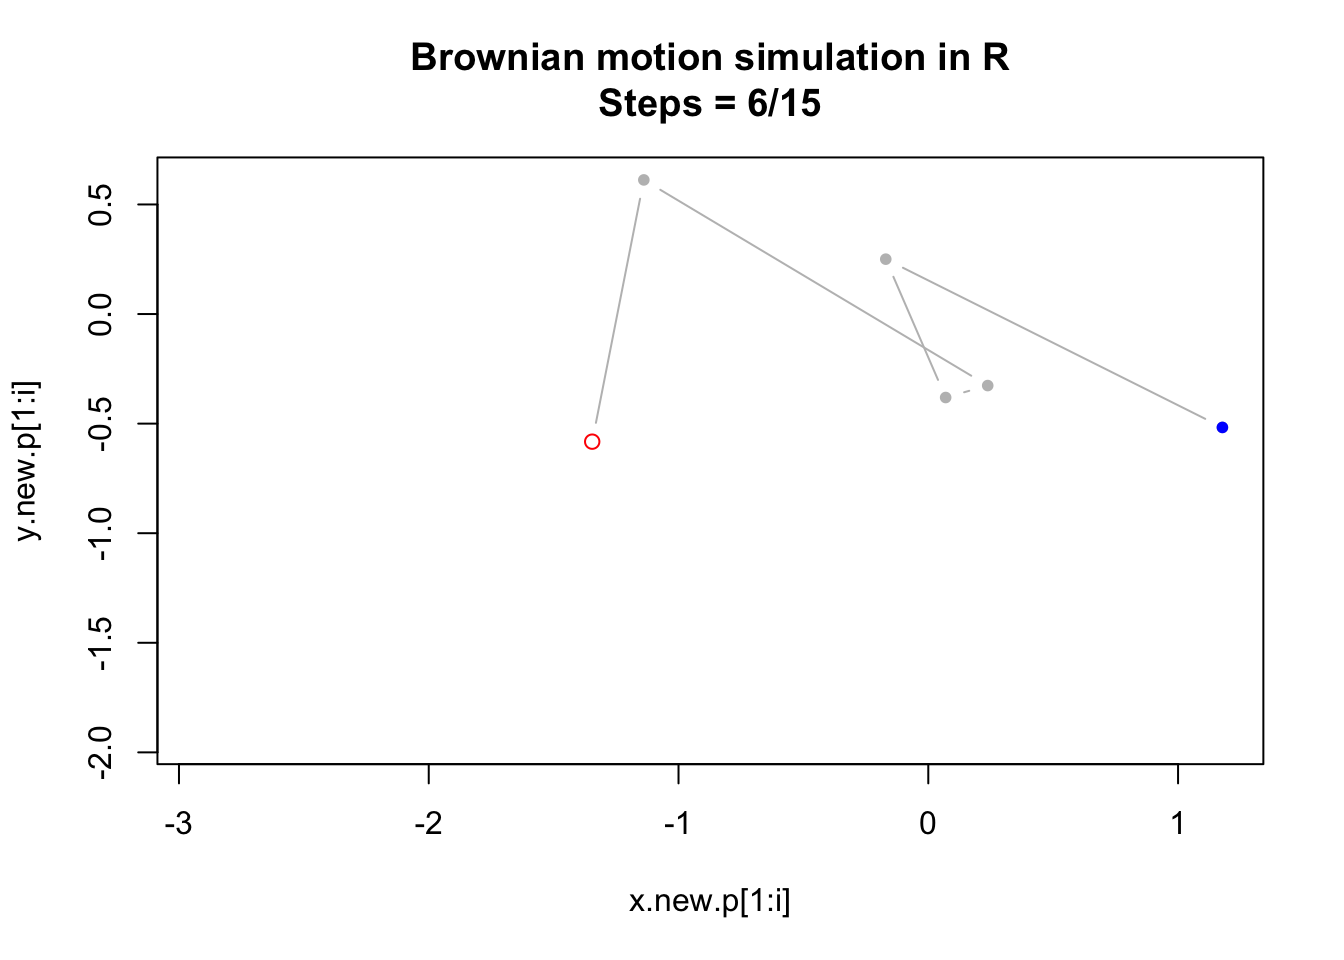 Brownian motion simulation in R
Steps = 6/15
y.new.p[1:i]
0.5
0.0
-0.5
-1.0
-1.5
-2.0
-3 -2 -1 0 1
x.new.p[1:i]